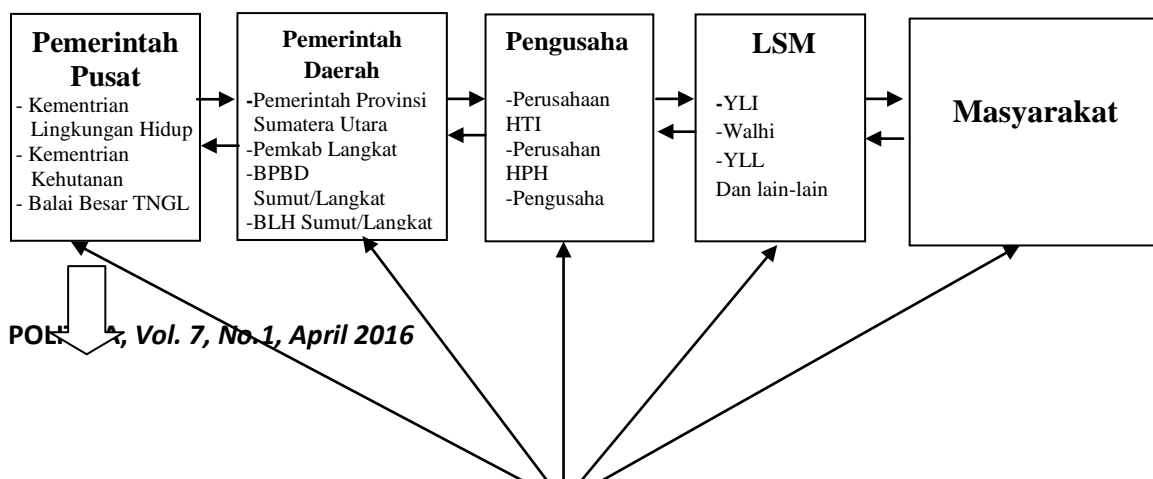 Pemerintah
Pusat
- Kementrian
Lingkungan Hidup
- Kementrian
Kehutanan
- Balai Besar TNGL
Pemerintah
Daerah
-Pemerintah Provinsi
Sumatera Utara
-Pemkab Langkat
-BPBD
Sumut/Langkat
-BLH Sumut/Langkat
Pengusaha
-Perusahaan
HTI
-Perusahan
HPH
-Pengusaha
LSM
-YLI
-Walhi
-YLL
Dan lain-lain
Masyarakat
Vol. 7, No.1, April 2016